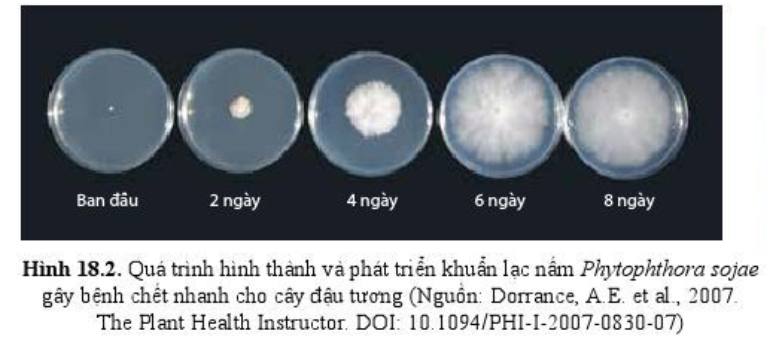 Ban đầu 2 ngày 4 ngày 6 ngày 8 ngày
Hình 18.2. Quá trình hình thành và phát triển khuẩn lạc nấm Phytophthora sojae
gây bệnh chết nhanh cho cây đậu tương (Nguồn: Dorrance, A.E. et al., 2007.
The Plant Health Instructor. DOI: 10.1094/PHI-I-2007-0830-07)